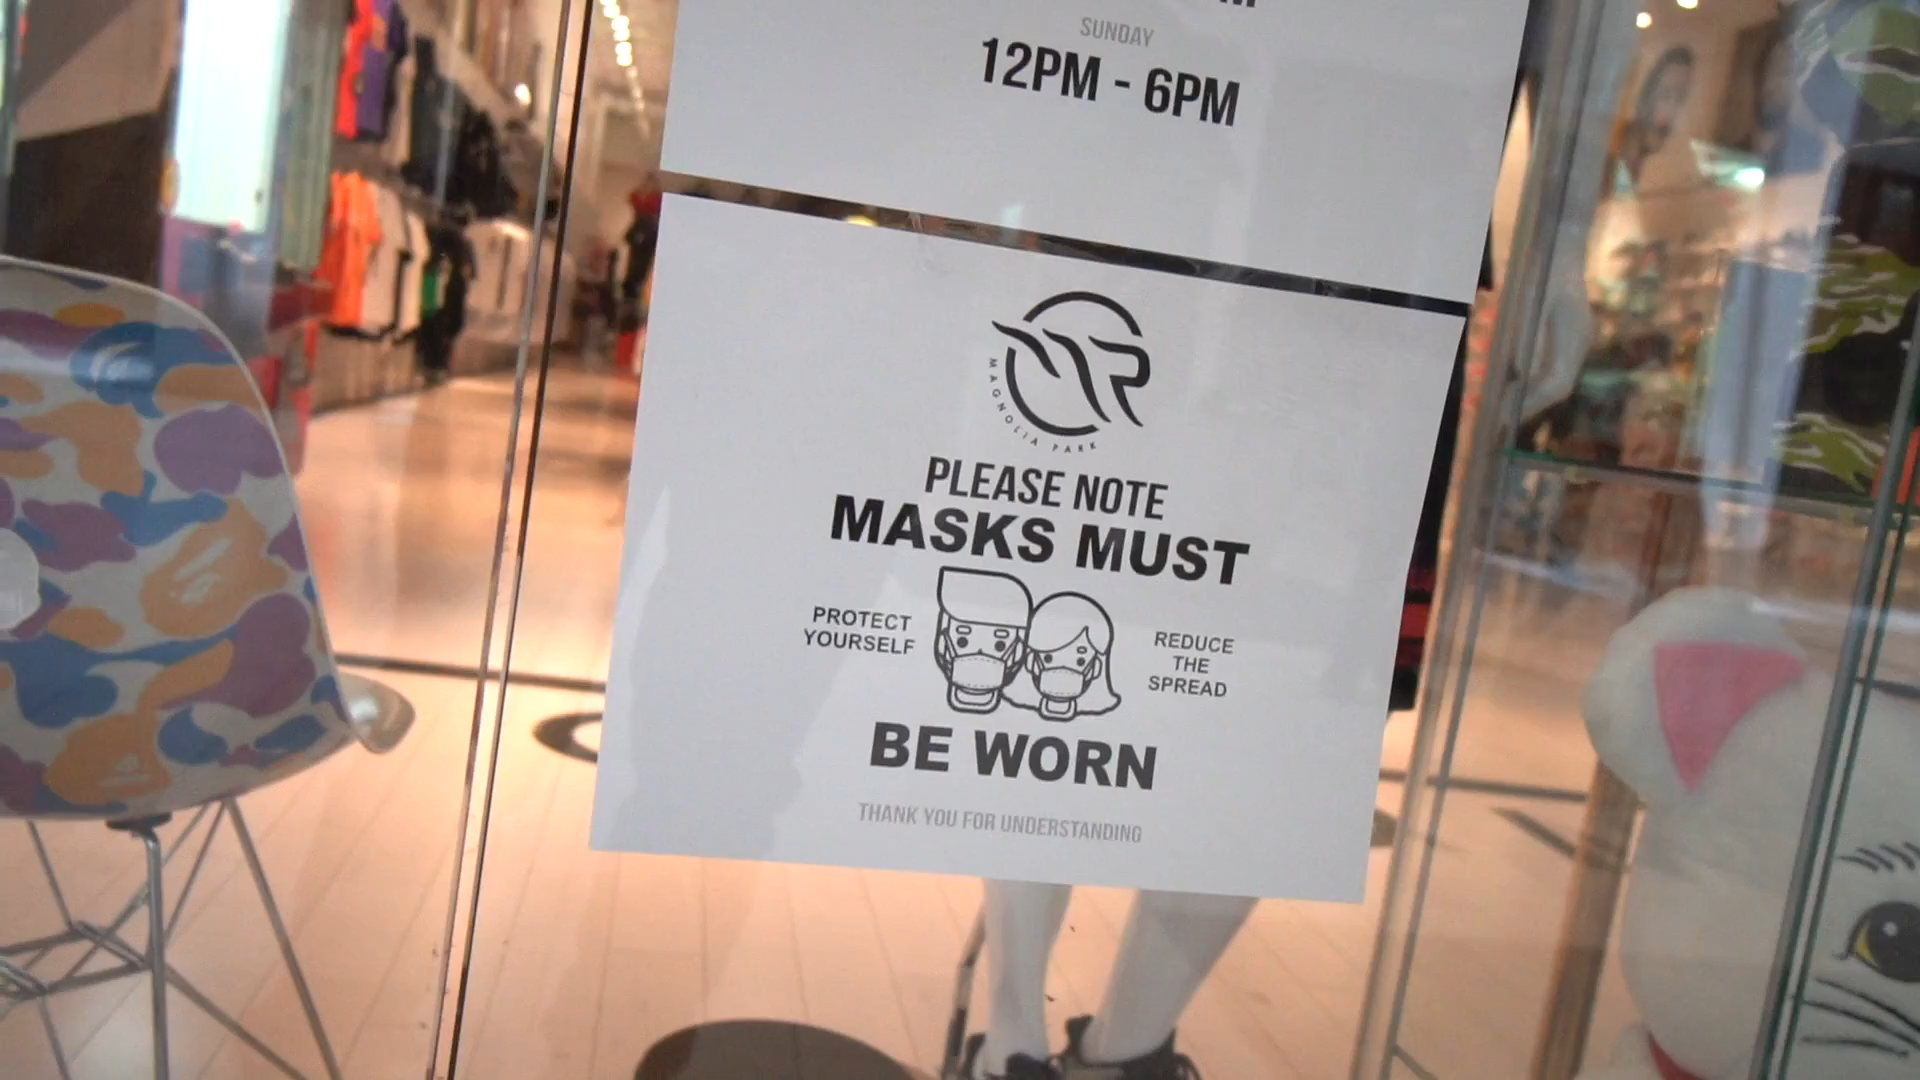 SUNDAY
12PM - 6PM
MAGNOLIA PARK
PLEASE NOTE
MASKS MUST
PROTECT
YOURSELF
REDUCE
THE
SPREAD
BE WORN
THANK YOU FOR UNDERSTANDING